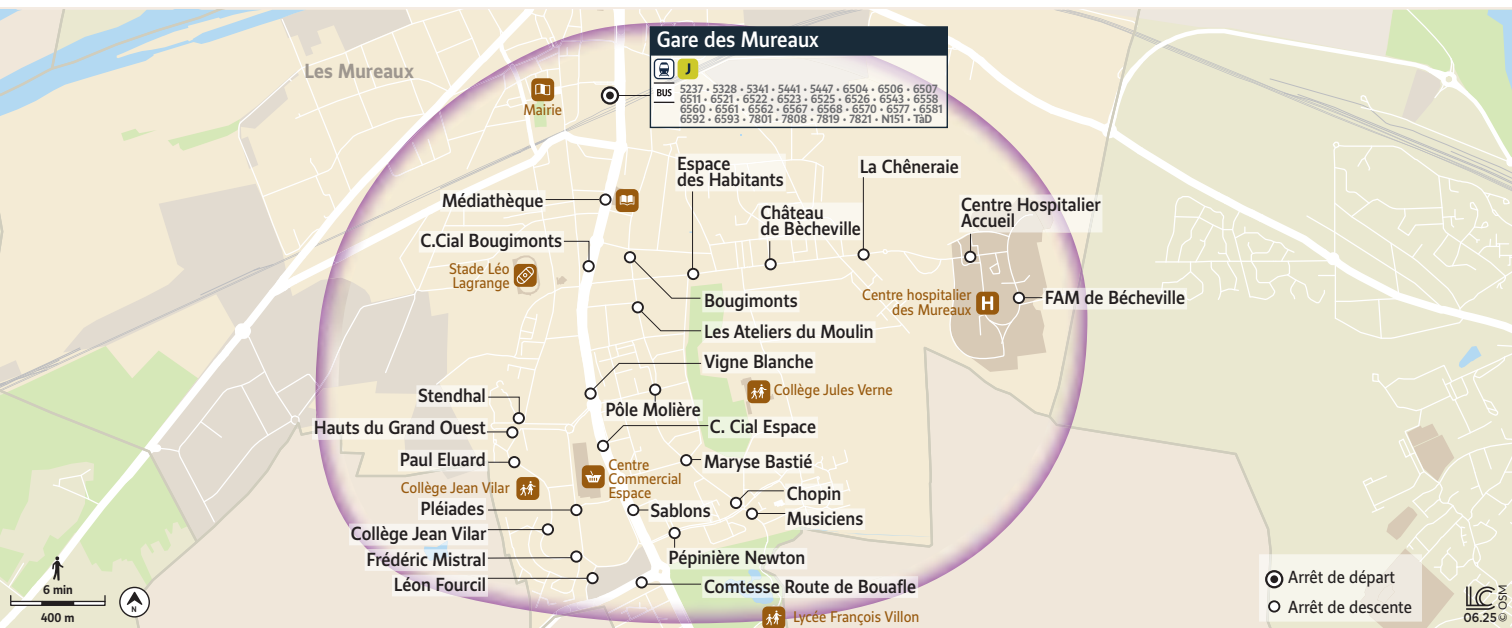 Gare des Mureaux
J
BUS
5237 • 5328 • 5341 • 5441 • 5447 • 6504 • 6506 • 6507
6511 • 6521 • 6522 • 6523 • 6525 • 6526 • 6543 • 6558
6560 • 6561 • 6562 • 6567 • 6568 • 6570 • 6577 • 6581
6592 • 6593 • 7801 • 7808 • 7819 • 7821 • N151 • TàD
Les Mureaux
Mairie
Espace
des Habitants
La Chêneraie
Médiathèque
Château
de Bècheville
Centre Hospitalier
Accueil
C.Cial Bougimonts
Stade Léo
Lagrange
Bougimonts
Centre hospitalier
des Mureaux
H
FAM de Bécheville
Les Ateliers du Moulin
Vigne Blanche
Stendhal
Pôle Molière
Collège Jules Verne
Hauts du Grand Ouest
C. Cial Espace
Paul Eluard
Centre
Commercial
Espace
Maryse Bastié
Collège Jean Vilar
Chopin
Pléiades
Sablons
Musiciens
Collège Jean Vilar
Frédéric Mistral
Pépinière Newton
Léon Fourcil
Comtesse Route de Bouafle
Lycée François Villon
6 min
400 m
N
Arrêt de départ
Arrêt de descente
LC
06.25
© OSM